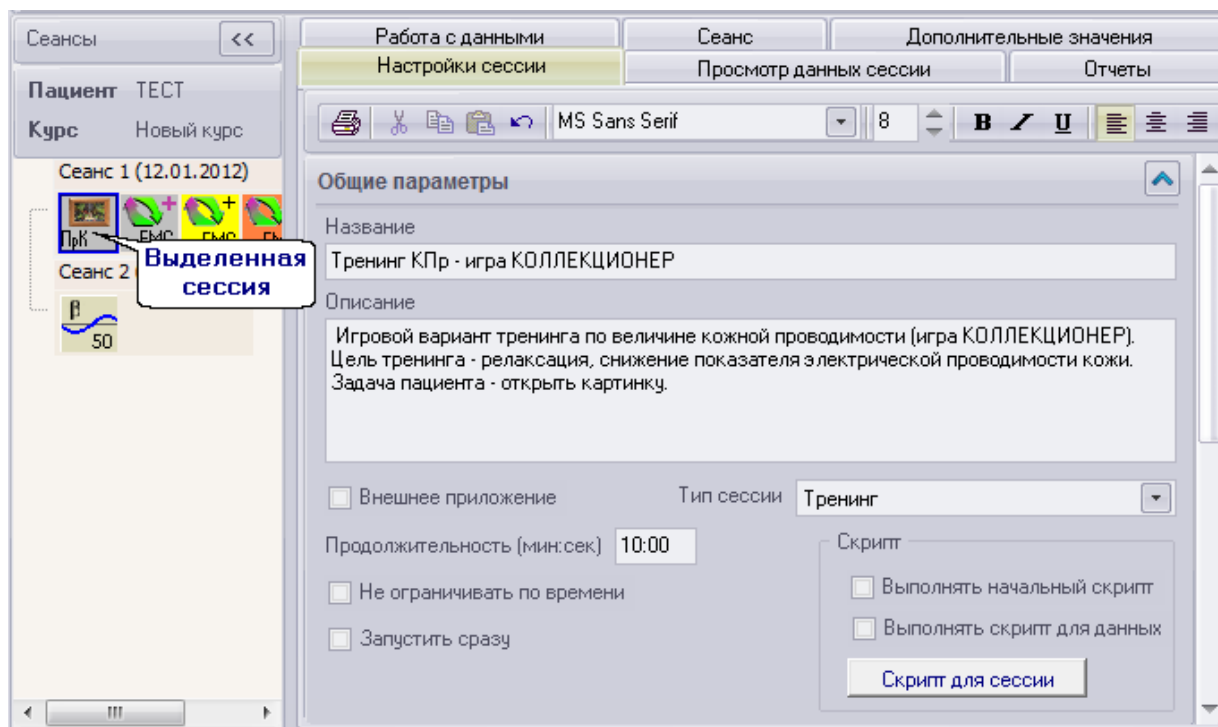 Сеансы
<<
Пациент ТЕСТ
Курс Новый курс
Сеанс 1 (12.01.2012)
ПрК
Выделенная
сессия
Сеанс 2
β
50
Работа с данными
Сеанс
Дополнительные значения
Настройки сессии
Просмотр данных сессии
Отчеты
MS Sans Serif
8
B I U
Общие параметры
Название
Тренинг КПр - игра КОЛЛЕКЦИОНЕР
Описание
Игровой вариант тренинга по величине кожной проводимости (игра КОЛЛЕКЦИОНЕР).
Цель тренинга - релаксация, снижение показателя электрической проводимости кожи.
Задача пациента - открыть картинку.
Внешнее приложение
Тип сессии Тренинг
Продолжительность (мин:сек) 10:00
Скрипт
Не ограничивать по времени
Выполнять начальный скрипт
Запустить сразу
Выполнять скрипт для данных
Скрипт для сессии